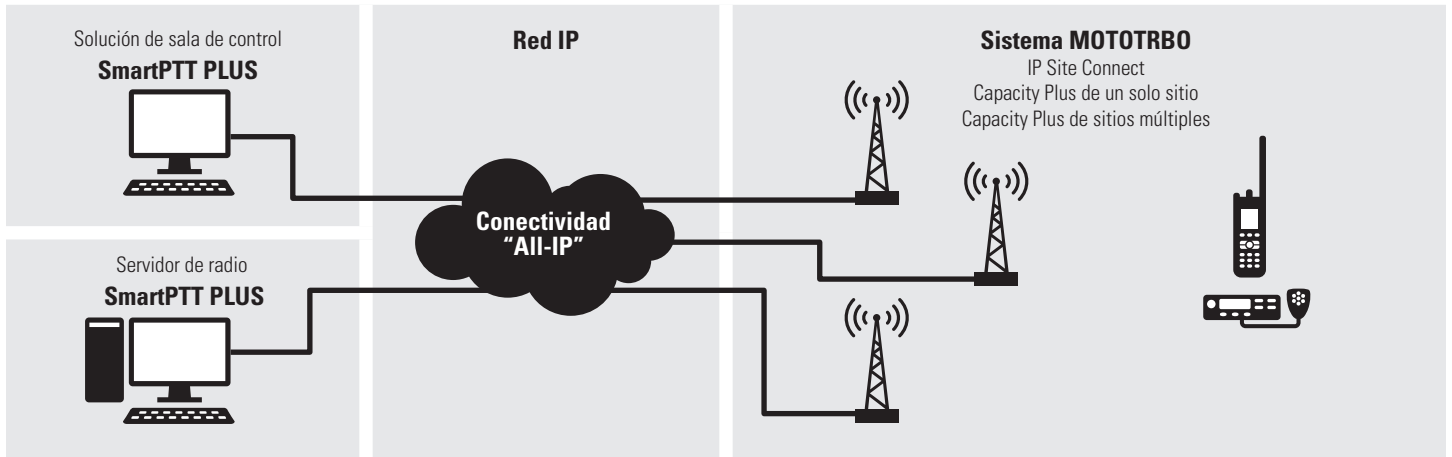 Solución de sala de control
SmartPTT PLUS
Servidor de radio
SmartPTT PLUS
Red IP
Conectividad
“All-IP”
Sistema MOTOTRBO
IP Site Connect
Capacity Plus de un solo sitio
Capacity Plus de sitios múltiples